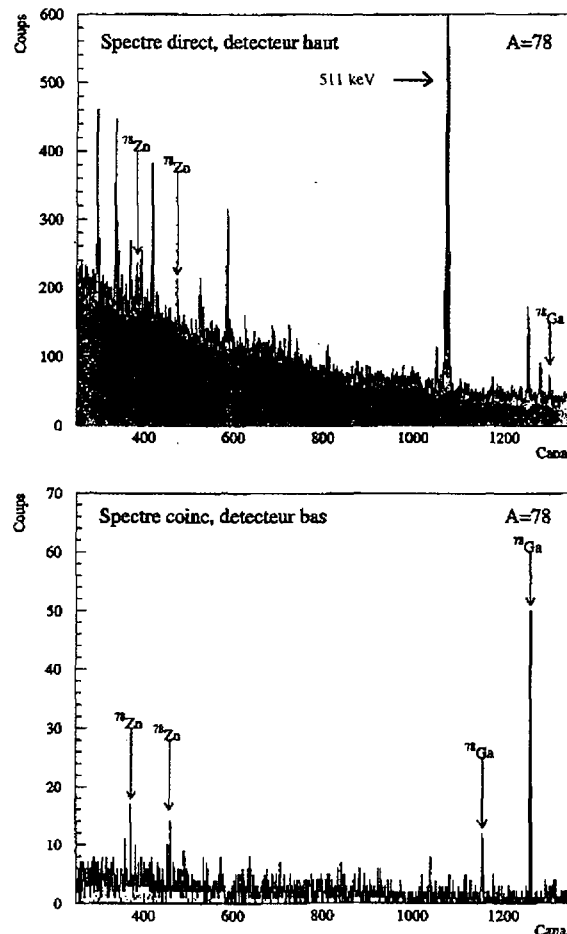 600
Spectre direct, detecteur haut
A=78
Coups
511 keV
500
400
⁷⁸Zn
⁷⁸Zn
300
200
⁷⁸Ga
100
0
400
600
800
1000
1200
Cana
70
Spectre coinc, detecteur bas
A=78
Coups
⁷⁸Ga
60
50
40
30
⁷⁸Zn
⁷⁸Zn
⁷⁸Ga
20
10
0
400
600
800
1000
1200
Cana